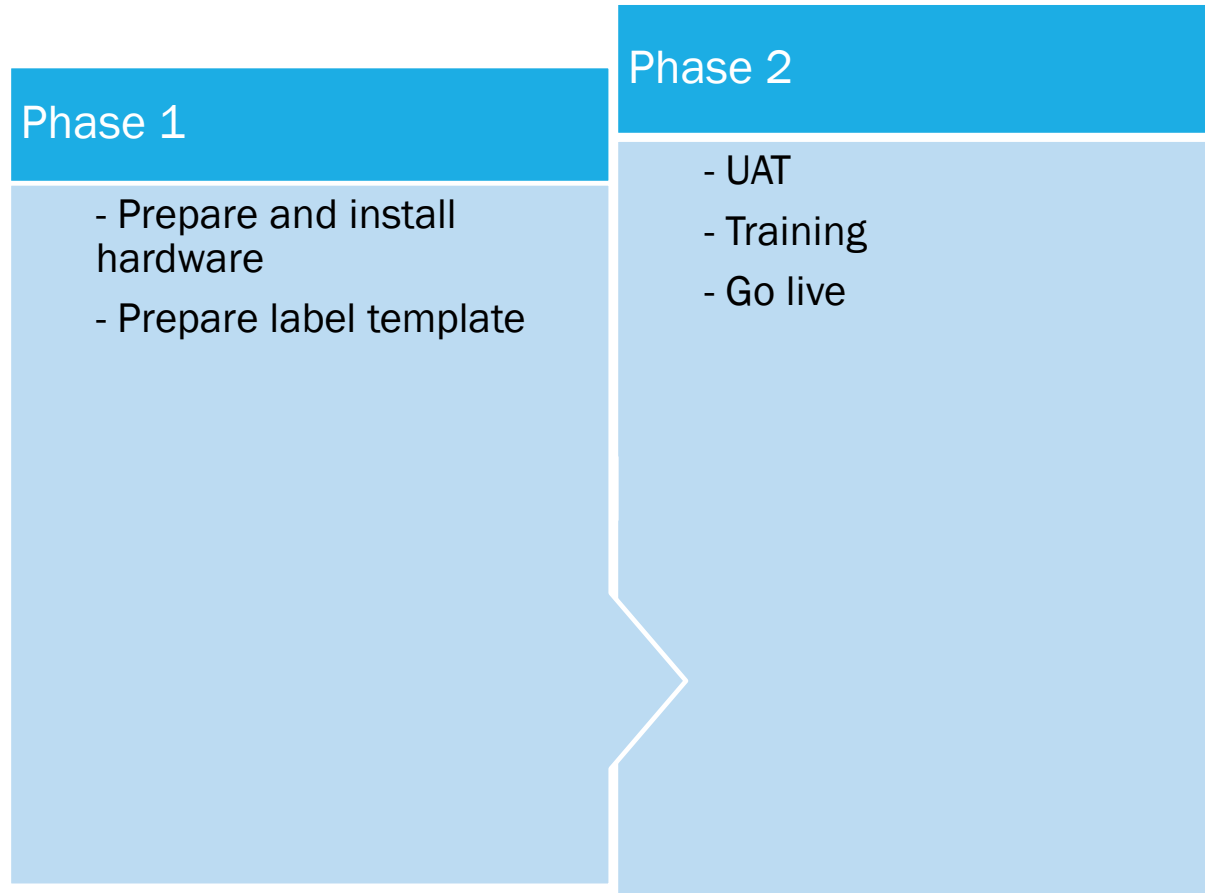 Phase 1
- Prepare and install
hardware
- Prepare label template
Phase 2
- UAT
- Training
- Go live